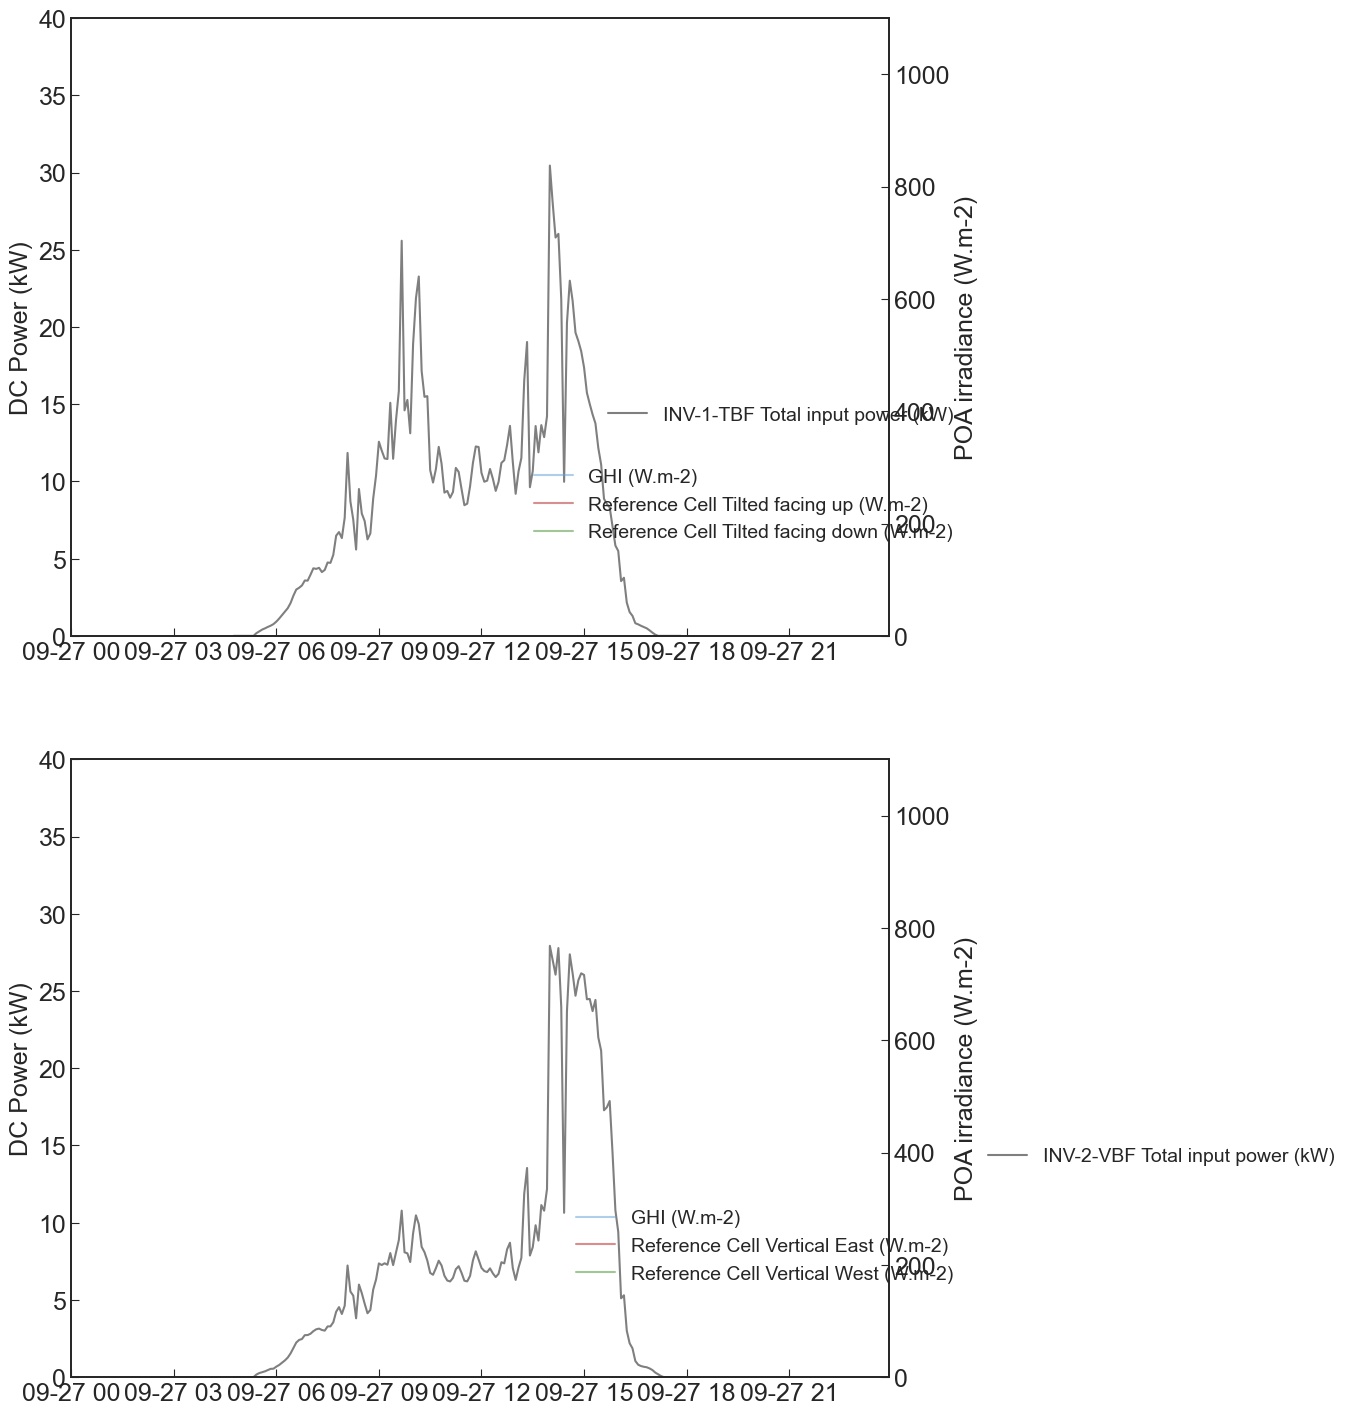 40
35
30
25
20
15
10
5
0
DC Power (kW)
1000
800
600
400
200
0
POA irradiance (W.m-2)
INV-1-TBF Total input power (kW)
GHI (W.m-2)
Reference Cell Tilted facing up (W.m-2)
Reference Cell Tilted facing down (W.m-2)
09-27 00 09-27 03 09-27 06 09-27 09 09-27 12 09-27 15 09-27 18 09-27 21
40
35
30
25
20
15
10
5
0
DC Power (kW)
1000
800
600
400
200
0
POA irradiance (W.m-2)
INV-2-VBF Total input power (kW)
GHI (W.m-2)
Reference Cell Vertical East (W.m-2)
Reference Cell Vertical West (W.m-2)
09-27 00 09-27 03 09-27 06 09-27 09 09-27 12 09-27 15 09-27 18 09-27 21